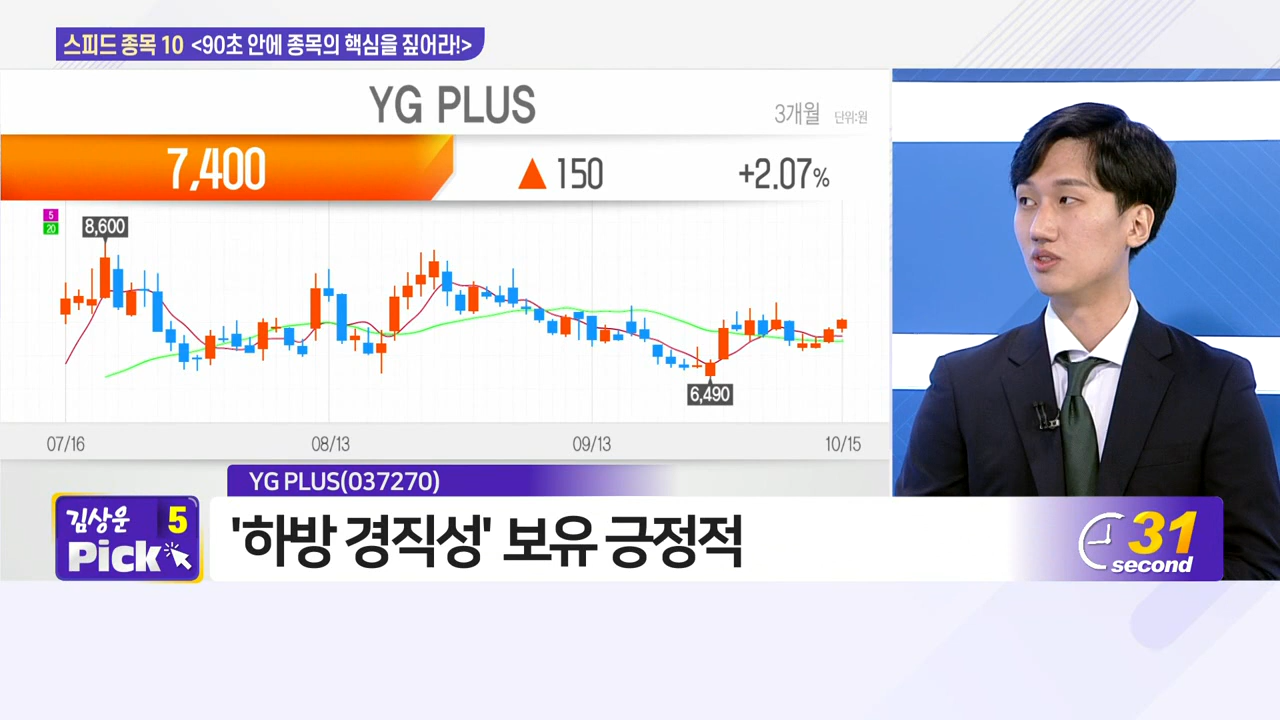 스피드 종목 10 <90초 안에 종목의 핵심을 짚어라!>
YG PLUS
3개월 단위:원
7,400 ▲ 150 +2.07%
5
20
8,600
6,490
07/16 08/13 09/13 10/15
YG PLUS(037270)
김상운 5
Pick
'하방 경직성' 보유 긍정적
31
second